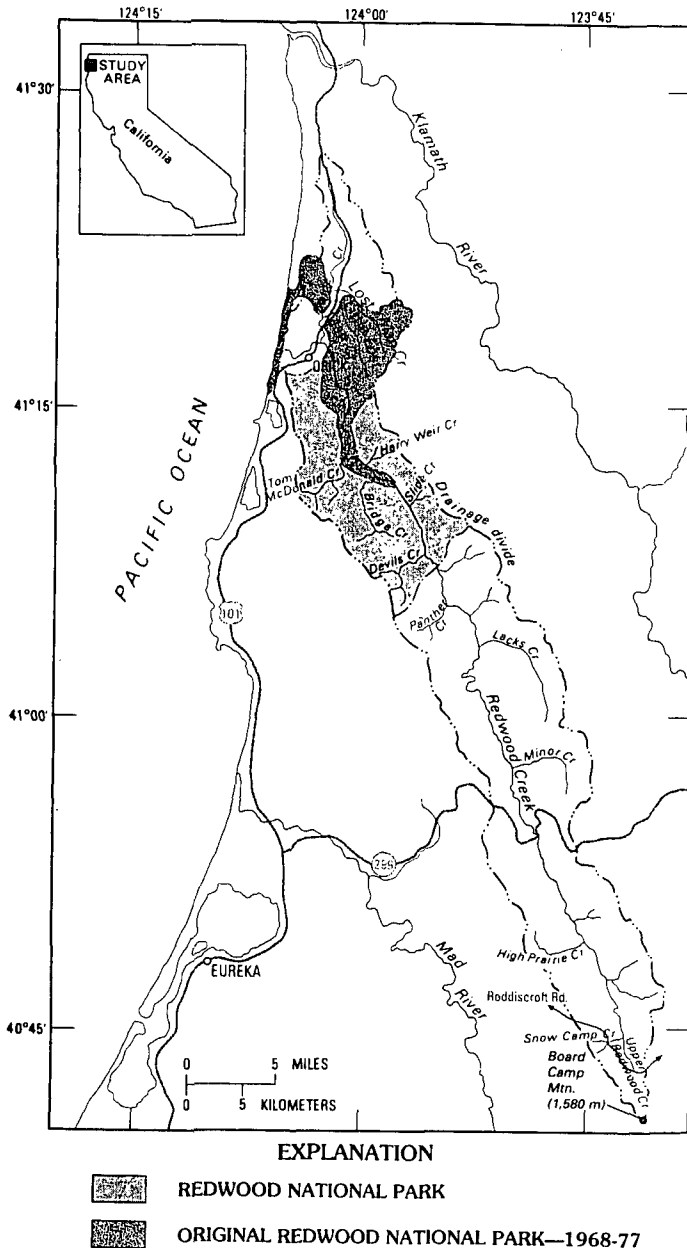 124°15'
124°00'
123°45'
41°30'
STUDY
AREA
California
Klamath
River
Cr
Lost
41°15'
PACIFIC OCEAN
Harry Weir Cr
Tom
McDonald Cr
Slide Cr
Bridge Cr
Drainage divide
Devils Cr
101
Panther
Cr
Lacks Cr
41°00'
Redwood Creek
Minor Cr
299
High Prairie Cr
Mad
River
EUREKA
Roddiscroft Rd.
40°45'
Snow Camp Cr
Upper
Redwood Cr
Board
Camp
Mtn.
(1,580 m)
0 5 MILES
0 5 KILOMETERS
EXPLANATION
REDWOOD NATIONAL PARK
ORIGINAL REDWOOD NATIONAL PARK—1968-77